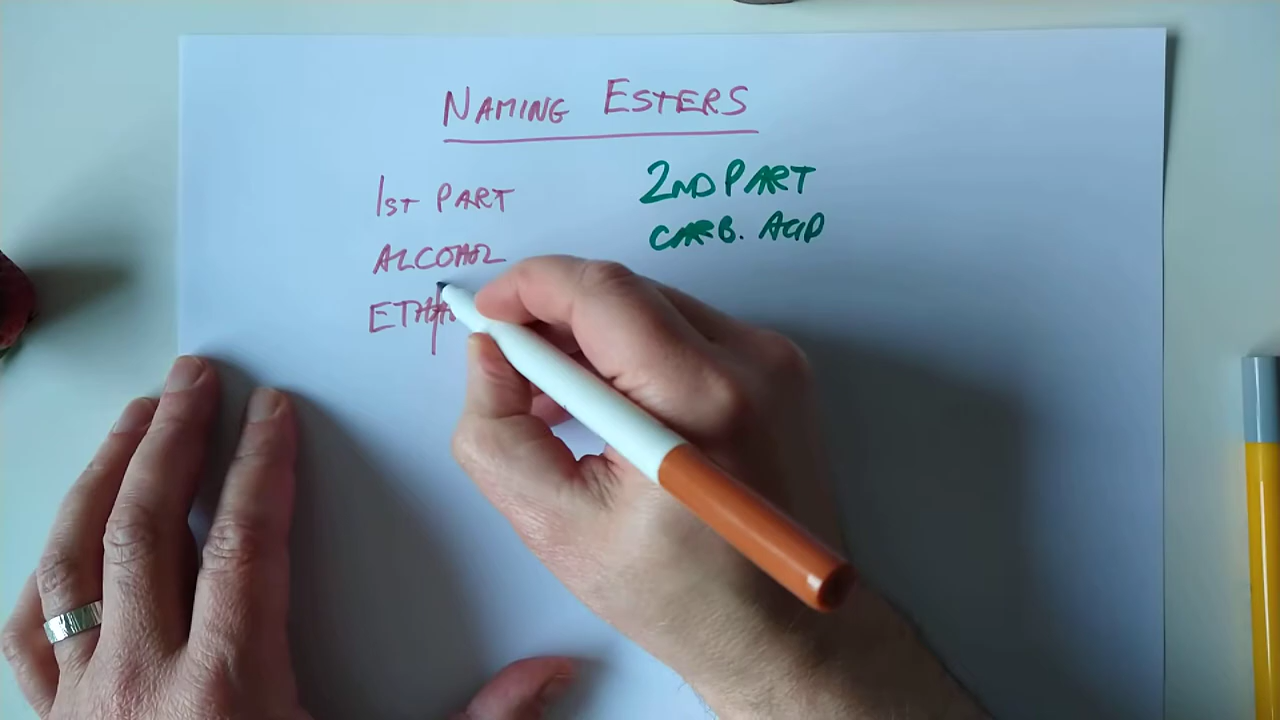 NAMING ESTERS
1ST PART
ALCOHOL
2ND PART
CARB. ACID